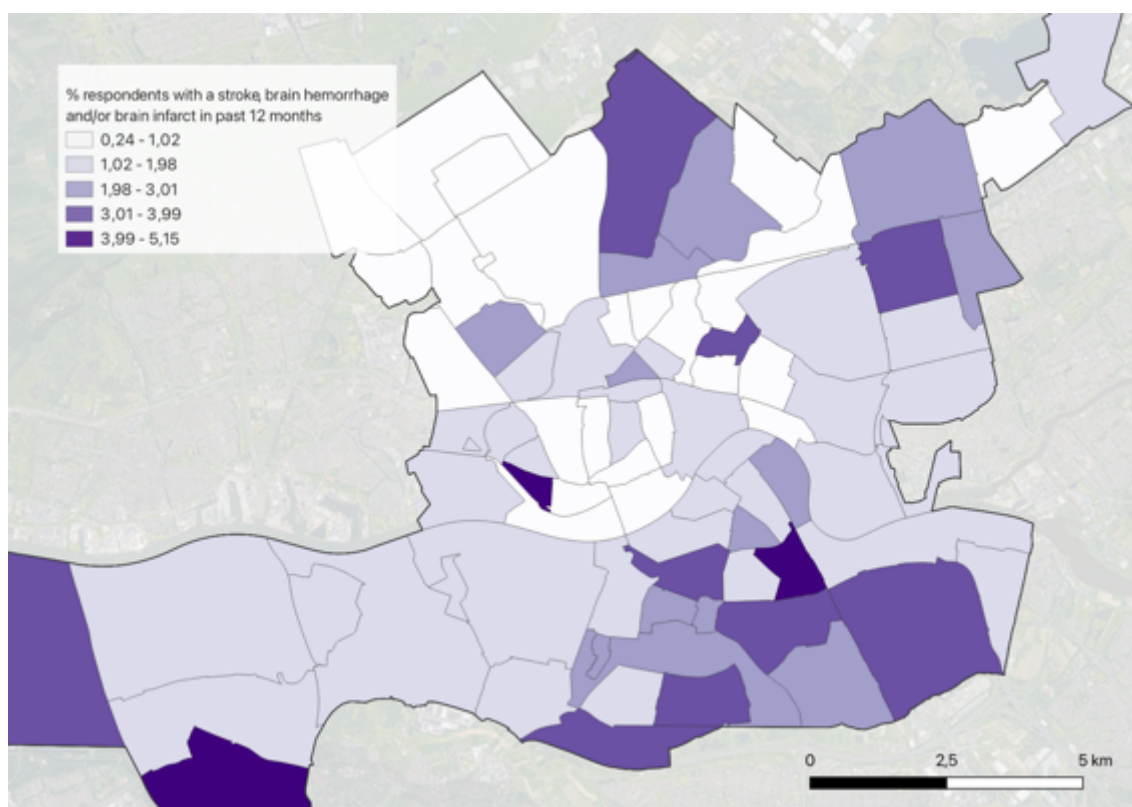 % respondents with a stroke, brain hemorrhage
and/or brain infarct in past 12 months
0,24 - 1,02
1,02 - 1,98
1,98 - 3,01
3,01 - 3,99
3,99 - 5,15
0 2,5 5 km